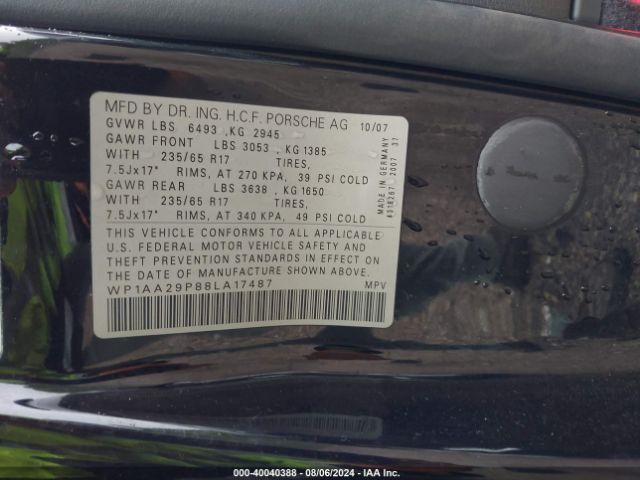 MFD BY DR. ING. H.C.F. PORSCHE AG 10/07
GVWR LBS 6493 ,KG 2945
GAWR FRONT LBS 3053 ,KG 1385
WITH 235/65 R17 TIRES,
7.5Jx17" RIMS, AT 270 KPA, 39 PSI COLD
GAWR REAR LBS 3638 ,KG 1650
WITH 235/65 R17 TIRES,
7.5Jx17" RIMS, AT 340 KPA, 49 PSI COLD
THIS VEHICLE CONFORMS TO ALL APPLICABLE
U.S. FEDERAL MOTOR VEHICLE SAFETY AND
THEFT PREVENTION STANDARDS IN EFFECT ON
THE DATE OF MANUFACTURE SHOWN ABOVE.
WP1AA29P88LA17487 MPV
MADE IN GERMANY
#018267. 2007 37
000-40040388 - 08/06/2024 - IAA Inc.